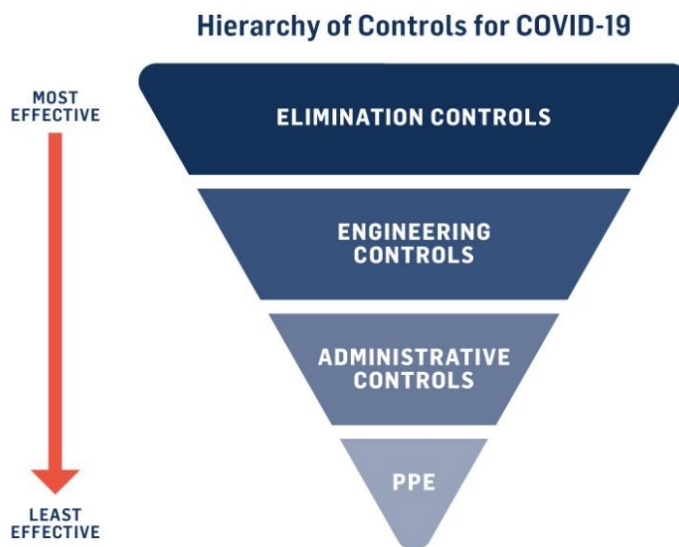 Hierarchy of Controls for COVID-19
MOST
EFFECTIVE
ELIMINATION CONTROLS
ENGINEERING
CONTROLS
ADMINISTRATIVE
CONTROLS
PPE
LEAST
EFFECTIVE